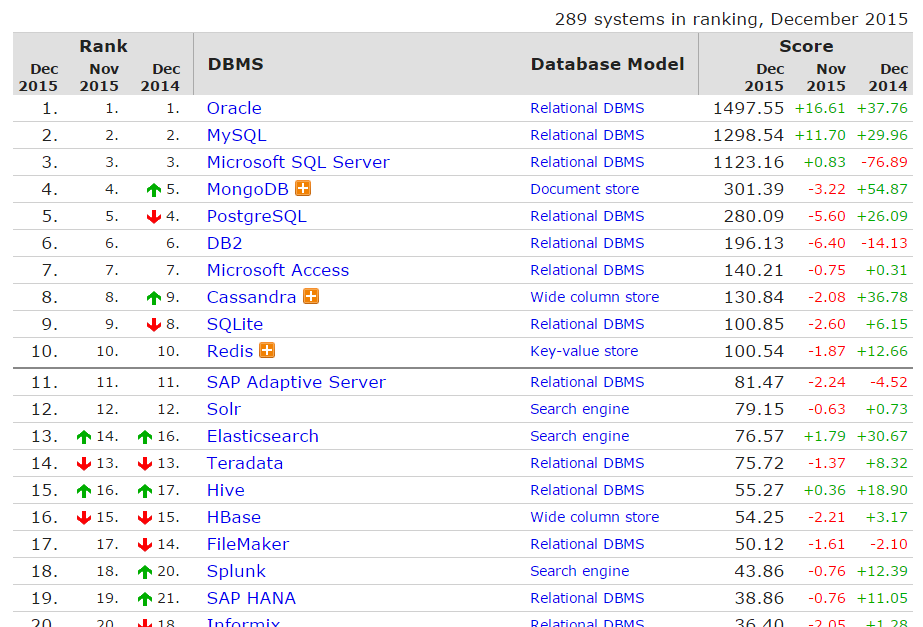 289 systems in ranking, December 2015
Rank DBMS Database Model Score
Dec 2015 Nov 2015 Dec 2014 Dec 2015 Nov 2015 Dec 2014
1. 1. 1. Oracle Relational DBMS 1497.55 +16.61 +37.76
2. 2. 2. MySQL Relational DBMS 1298.54 +11.70 +29.96
3. 3. 3. Microsoft SQL Server Relational DBMS 1123.16 +0.83 -76.89
4. 4. 5. MongoDB Document store 301.39 -3.22 +54.87
5. 5. 4. PostgreSQL Relational DBMS 280.09 -5.60 +26.09
6. 6. 6. DB2 Relational DBMS 196.13 -6.40 -14.13
7. 7. 7. Microsoft Access Relational DBMS 140.21 -0.75 +0.31
8. 8. 9. Cassandra Wide column store 130.84 -2.08 +36.78
9. 9. 8. SQLite Relational DBMS 100.85 -2.60 +6.15
10. 10. 10. Redis Key-value store 100.54 -1.87 +12.66
11. 11. 11. SAP Adaptive Server Relational DBMS 81.47 -2.24 -4.52
12. 12. 12. Solr Search engine 79.15 -0.63 +0.73
13. 14. 16. Elasticsearch Search engine 76.57 +1.79 +30.67
14. 13. 13. Teradata Relational DBMS 75.72 -1.37 +8.32
15. 16. 17. Hive Relational DBMS 55.27 +0.36 +18.90
16. 15. 15. HBase Wide column store 54.25 -2.21 +3.17
17. 17. 14. FileMaker Relational DBMS 50.12 -1.61 -2.10
18. 18. 20. Splunk Search engine 43.86 -0.76 +12.39
19. 19. 21. SAP HANA Relational DBMS 38.86 -0.76 +11.05
20. 20. 18. Informix Relational DBMS 36.40 -2.05 +1.28